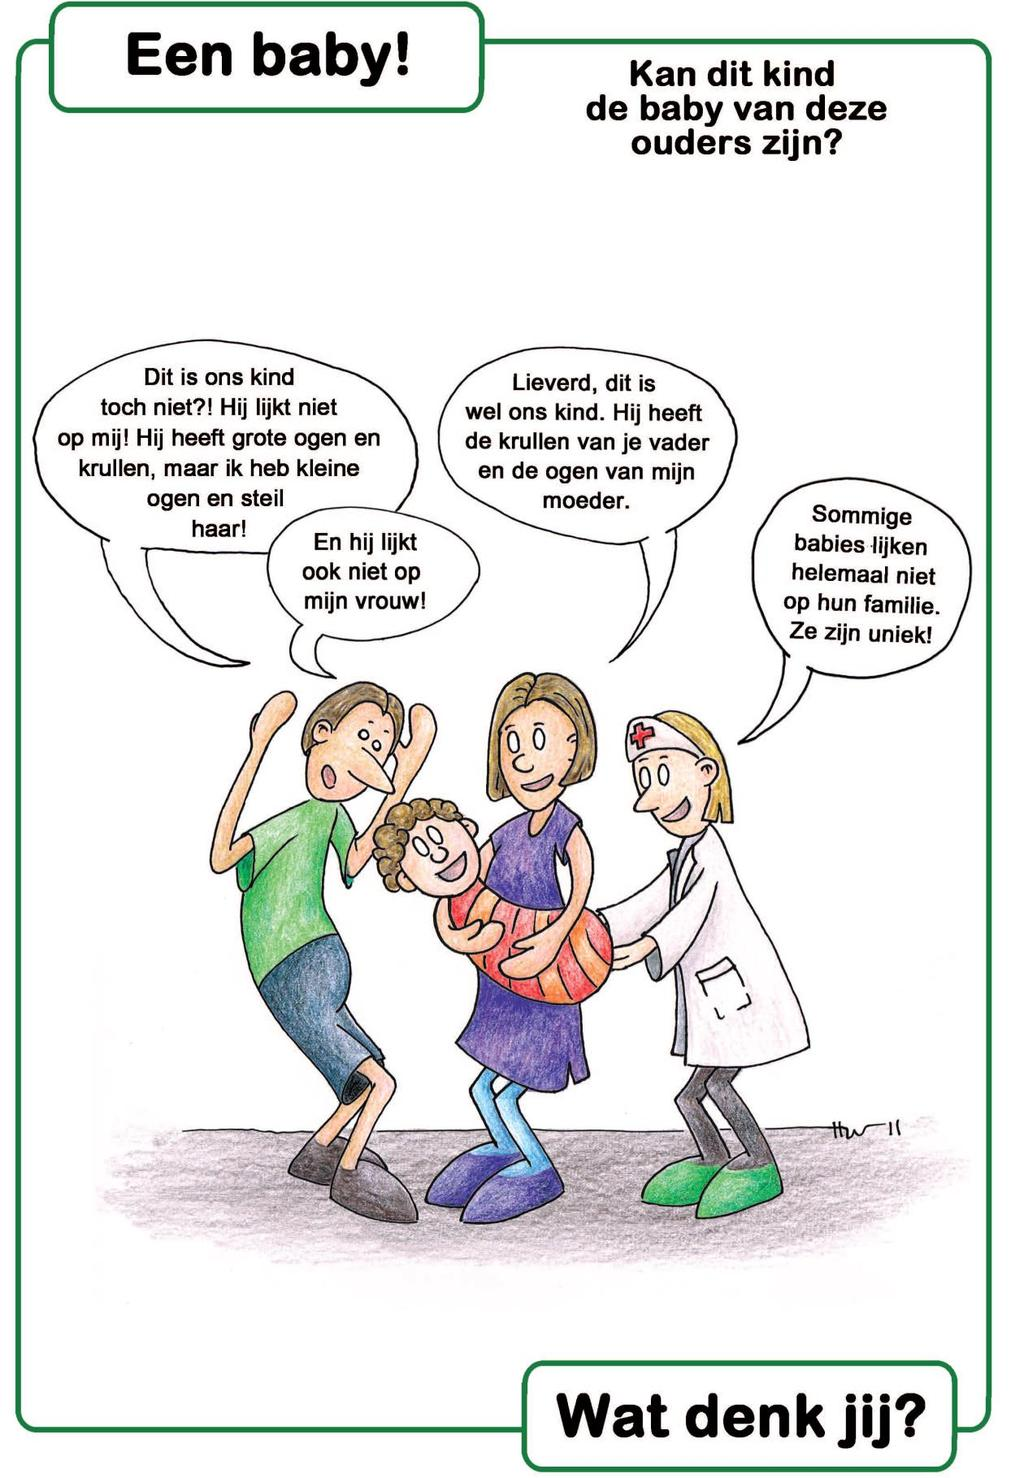 Een baby!
Kan dit kind
de baby van deze
ouders zijn?
Dit is ons kind
toch niet?! Hij lijkt niet
op mij! Hij heeft grote ogen en
krullen, maar ik heb kleine
ogen en steil
haar!
En hij lijkt
ook niet op
mijn vrouw!
Lieverd, dit is
wel ons kind. Hij heeft
de krullen van je vader
en de ogen van mijn
moeder.
Sommige
babies lijken
helemaal niet
op hun familie.
Ze zijn uniek!
HW-11
Wat denk jij?